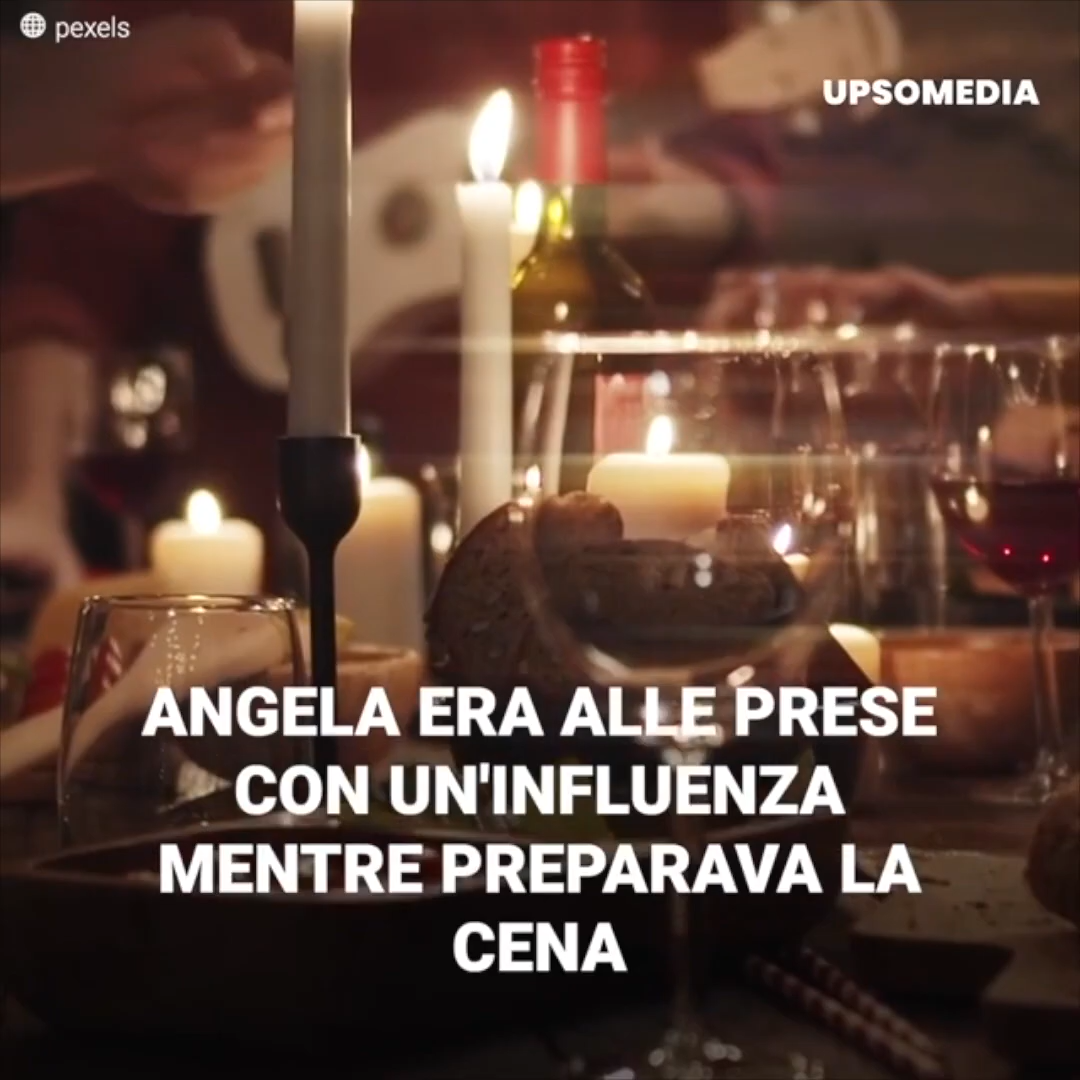 pexels
UPSOMEDIA
ANGELA ERA ALLE PRESE
CON UN'INFLUENZA
MENTRE PREPARAVA LA
CENA